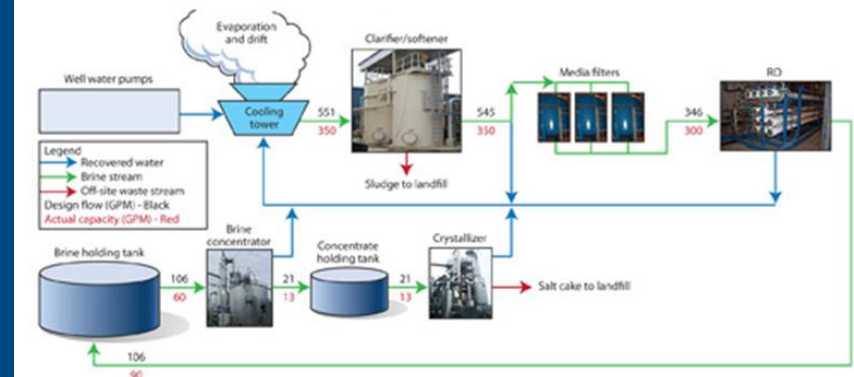 Evaporation
and drift
Clarifier/softener
Well water pumps
Media filters
RO
Cooling
tower
551
350
545
350
346
300
Legend
Recovered water
Brine stream
Off-site waste stream
Design flow (GPM) - Black
Actual capacity (GPM) - Red
Sludge to landfill
Brine holding tank
Brine
concentrator
Concentrate
holding tank
Crystallizer
106
60
21
13
21
13
Salt cake to landfill
106
90